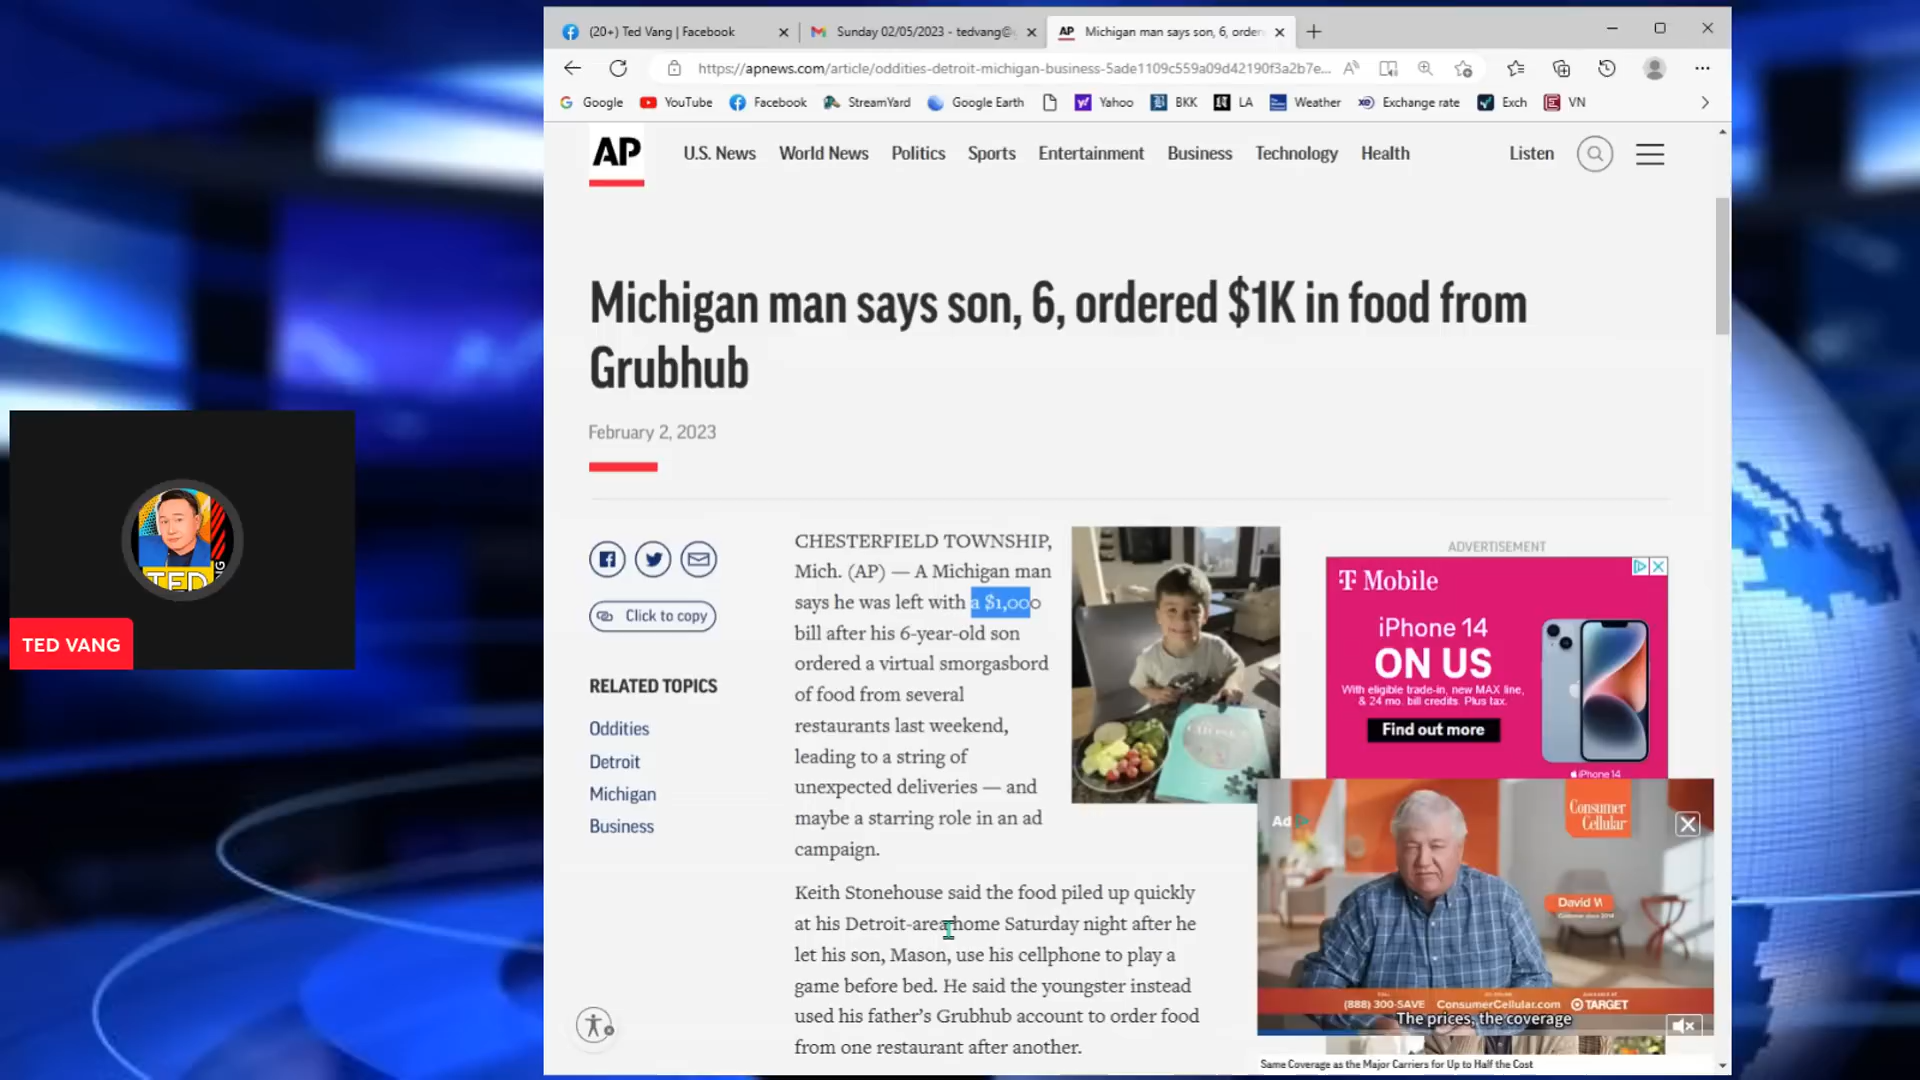 (20+) Ted Vang | Facebook
Sunday 02/05/2023 - tedvang@
AP
Michigan man says son, 6, order
https://apnews.com/article/oddities-detroit-michigan-business-5ade1109c559a09d42190f3a2b7e...
Google
YouTube
Facebook
StreamYard
Google Earth
Yahoo
BKK
LA
Weather
Exchange rate
Exch
VN
AP
U.S. News
World News
Politics
Sports
Entertainment
Business
Technology
Health
Listen
Michigan man says son, 6, ordered $1K in food from
Grubhub
February 2, 2023
TED
TED VANG
Click to copy
RELATED TOPICS
Oddities
Detroit
Michigan
Business
CHESTERFIELD TOWNSHIP,
Mich. (AP) — A Michigan man
says he was left with a $1,000
bill after his 6-year-old son
ordered a virtual smorgasbord
of food from several
restaurants last weekend,
leading to a string of
unexpected deliveries — and
maybe a starring role in an ad
campaign.
Keith Stonehouse said the food piled up quickly
at his Detroit-area home Saturday night after he
let his son, Mason, use his cellphone to play a
game before bed. He said the youngster instead
used his father’s Grubhub account to order food
from one restaurant after another.
ADVERTISEMENT
T Mobile
iPhone 14
ON US
With eligible trade-in, new MAX line,
& 24 mo. bill credits. Plus tax.
Find out more
iPhone 14
Ad
Consumer
Cellular
David W
(888) 300-SAVE
ConsumerCellular.com
TARGET
The prices, the coverage
Same Coverage as the Major Carriers for Up to Half the Cost